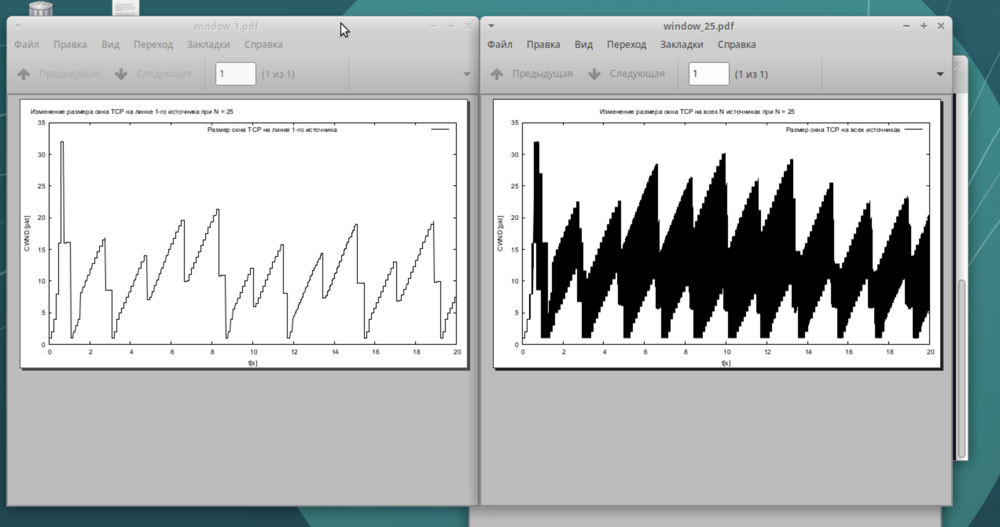 window_1.pdf
Файл Правка Вид Переход Закладки Справка
Предыдущая Следующая 1 (1 из 1)
Изменение размера окна TCP на линке 1-го источника при N = 25
Размер окна TCP на линке 1-го источника
35
30
25
20
15
10
5
0
CWND [pkt]
0 2 4 6 8 10 12 14 16 18 20
t[s]
window_25.pdf
Файл Правка Вид Переход Закладки Справка
Предыдущая Следующая 1 (1 из 1)
Изменение размера окна TCP на всех N источниках при N = 25
Размер окна TCP на всех источниках
35
30
25
20
15
10
5
0
CWND [pkt]
0 2 4 6 8 10 12 14 16 18 20
t[s]